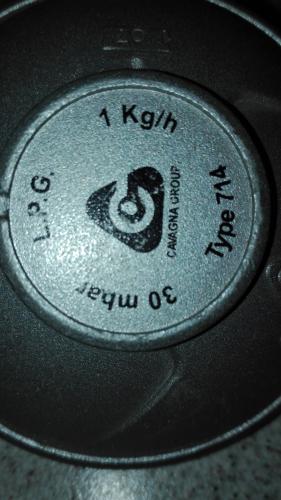 1 Kg/h
L.P.G.
CAVAGNA GROUP
Type 714
30 mbar